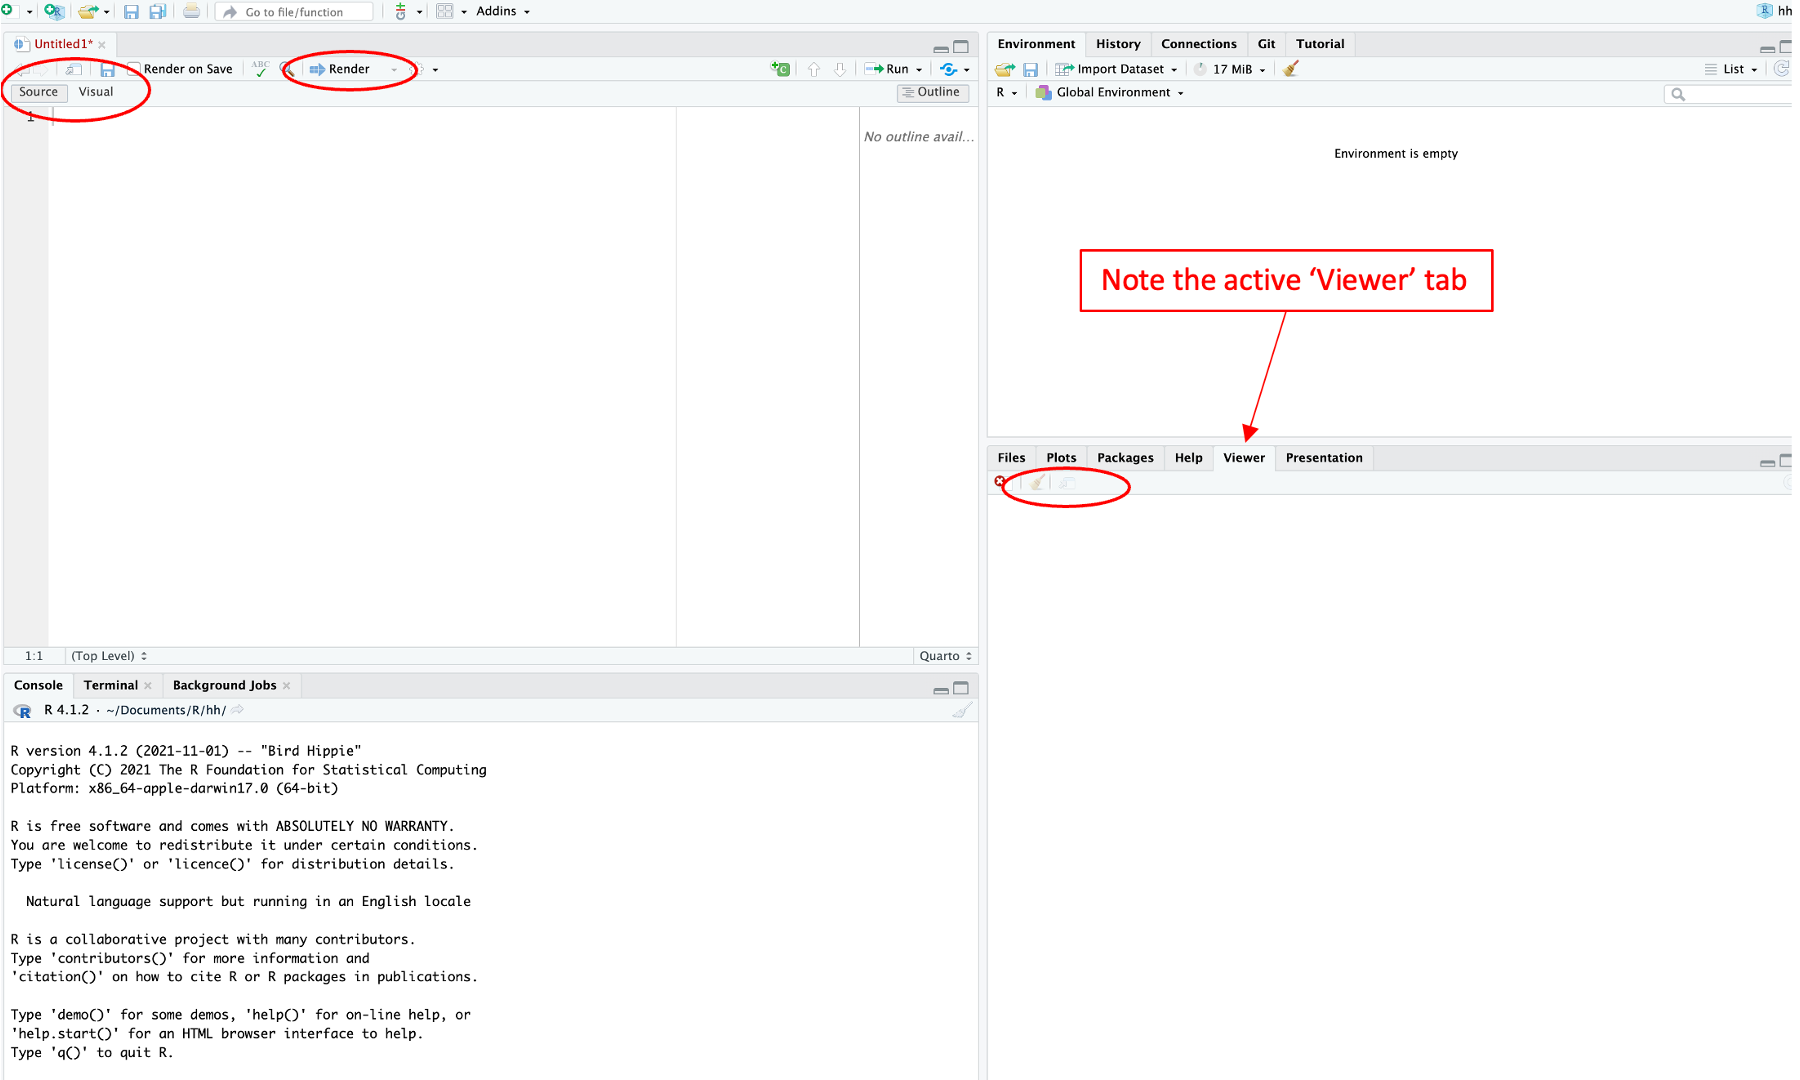 Go to file/function
Addins
hh
Untitled1*
Render on Save
ABC
Render
Run
Source Visual
Outline
1
No outline avail...
1:1 (Top Level) Quarto
Environment History Connections Git Tutorial
Import Dataset 17 MiB List
R Global Environment
Environment is empty
Note the active ‘Viewer’ tab
Files Plots Packages Help Viewer Presentation
Console Terminal Background Jobs
R 4.1.2 · ~/Documents/R/hh/
R version 4.1.2 (2021-11-01) -- "Bird Hippie"
Copyright (C) 2021 The R Foundation for Statistical Computing
Platform: x86_64-apple-darwin17.0 (64-bit)
R is free software and comes with ABSOLUTELY NO WARRANTY.
You are welcome to redistribute it under certain conditions.
Type 'license()' or 'licence()' for distribution details.
Natural language support but running in an English locale
R is a collaborative project with many contributors.
Type 'contributors()' for more information and
'citation()' on how to cite R or R packages in publications.
Type 'demo()' for some demos, 'help()' for on-line help, or
'help.start()' for an HTML browser interface to help.
Type 'q()' to quit R.